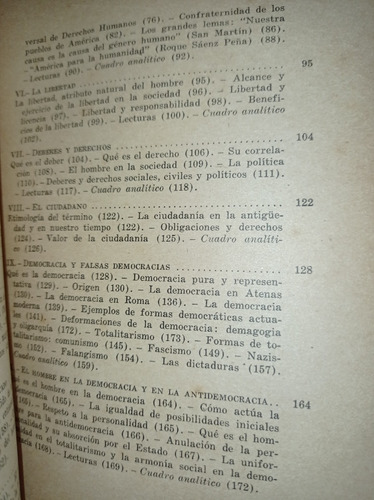 versal de Derechos Humanos (76). – Confraternidad de los
pueblos de América (82). – Los grandes lemas: "Nuestra
causa es la causa del género humano" (San Martín) (86).
– "América para la humanidad" (Roque Sáenz Peña) (88).
– Lecturas (90). – Cuadro analítico (92).
VI. – LA LIBERTAD 95
La libertad, atributo natural del hombre (95). – Alcance y
ejercicio de la libertad en la sociedad (96). – Libertad y
licencia (97). – Libertad y responsabilidad (98). – Benefi-
cios de la libertad (99). – Lecturas (100). – Cuadro analítico
(102).
VII. – DEBERES Y DERECHOS 104
Qué es el deber (104). – Qué es el derecho (106). – Su correla-
ción (108). – El hombre en la sociedad (109). – La política
(110). – Deberes y derechos sociales, civiles y políticos (111).
– Lecturas (117). – Cuadro analítico (118).
VIII. – EL CIUDADANO 122
Etimología del término (122). – La ciudadanía en la antigüe-
dad y en nuestro tiempo (122). – Obligaciones y derechos
(124). – Valor de la ciudadanía (125). – Cuadro analíti-
co (126).
IX. – DEMOCRACIA Y FALSAS DEMOCRACIAS 128
Qué es la democracia (128). – Democracia pura y represen-
tativa (129). – Origen (130). – La democracia en Atenas
– La democracia en Roma (136). – La democracia
moderna (139). – Ejemplos de formas democráticas actua-
les (141). – Deformaciones de la democracia: demagogia
y oligarquía (172). – Totalitarismo (173). – Formas de to-
talitarismo: comunismo (145). – Fascismo (149). – Nazis-
mo (152). – Falangismo (154). – Las dictaduras (157).
Cuadro analítico (159).
– EL HOMBRE EN LA DEMOCRACIA Y EN LA ANTIDEMOCRACIA 164
es el hombre en la democracia (164). – Cómo actúa la
democracia (165). – La igualdad de posibilidades iniciales
(165). – Respeto a la personalidad (165). – Qué es el hom-
bre para la antidemocracia (166). – Anulación de la per-
sonalidad y su absorción por el Estado (167). – La unifor-
midad en el totalitarismo y la armonía social en la demo-
(168). – Lecturas (169). – Cuadro analítico (172).